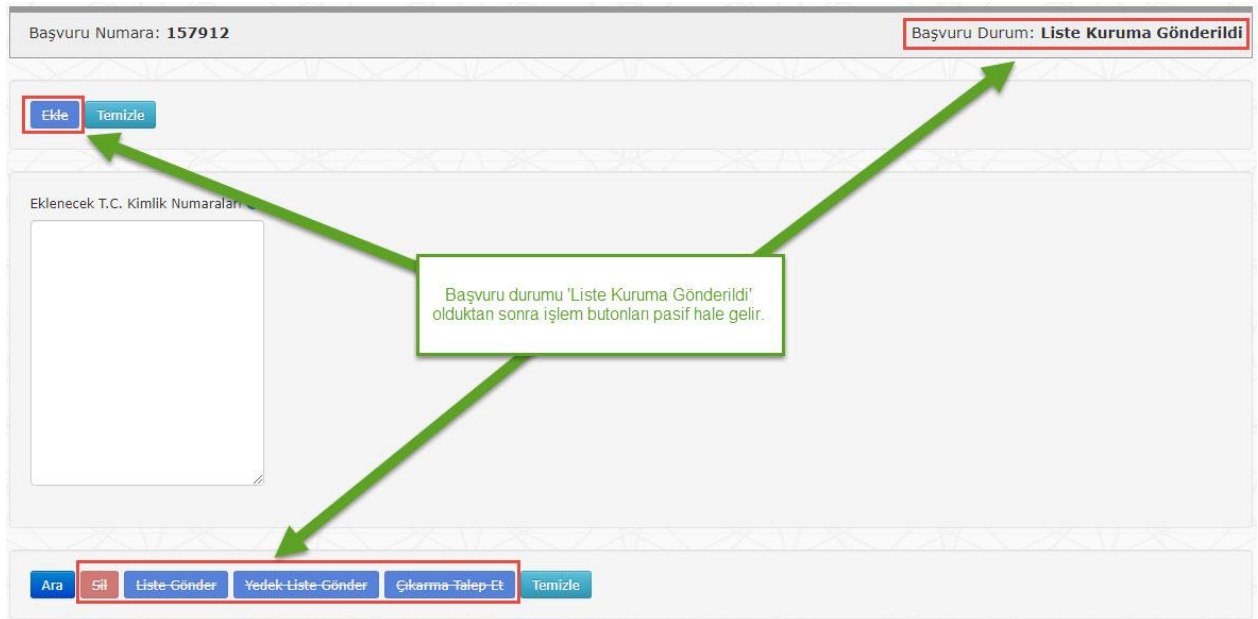 Başvuru Numara: 157912 Başvuru Durum: Liste Kuruma Gönderildi
Ekle Temizle
Eklenecek T.C. Kimlik Numaraları
Başvuru durumu 'Liste Kuruma Gönderildi'
olduktan sonra işlem butonları pasif hale gelir.
Ara Sil Liste Gönder Yedek Liste Gönder Çıkarma Talep Et Temizle